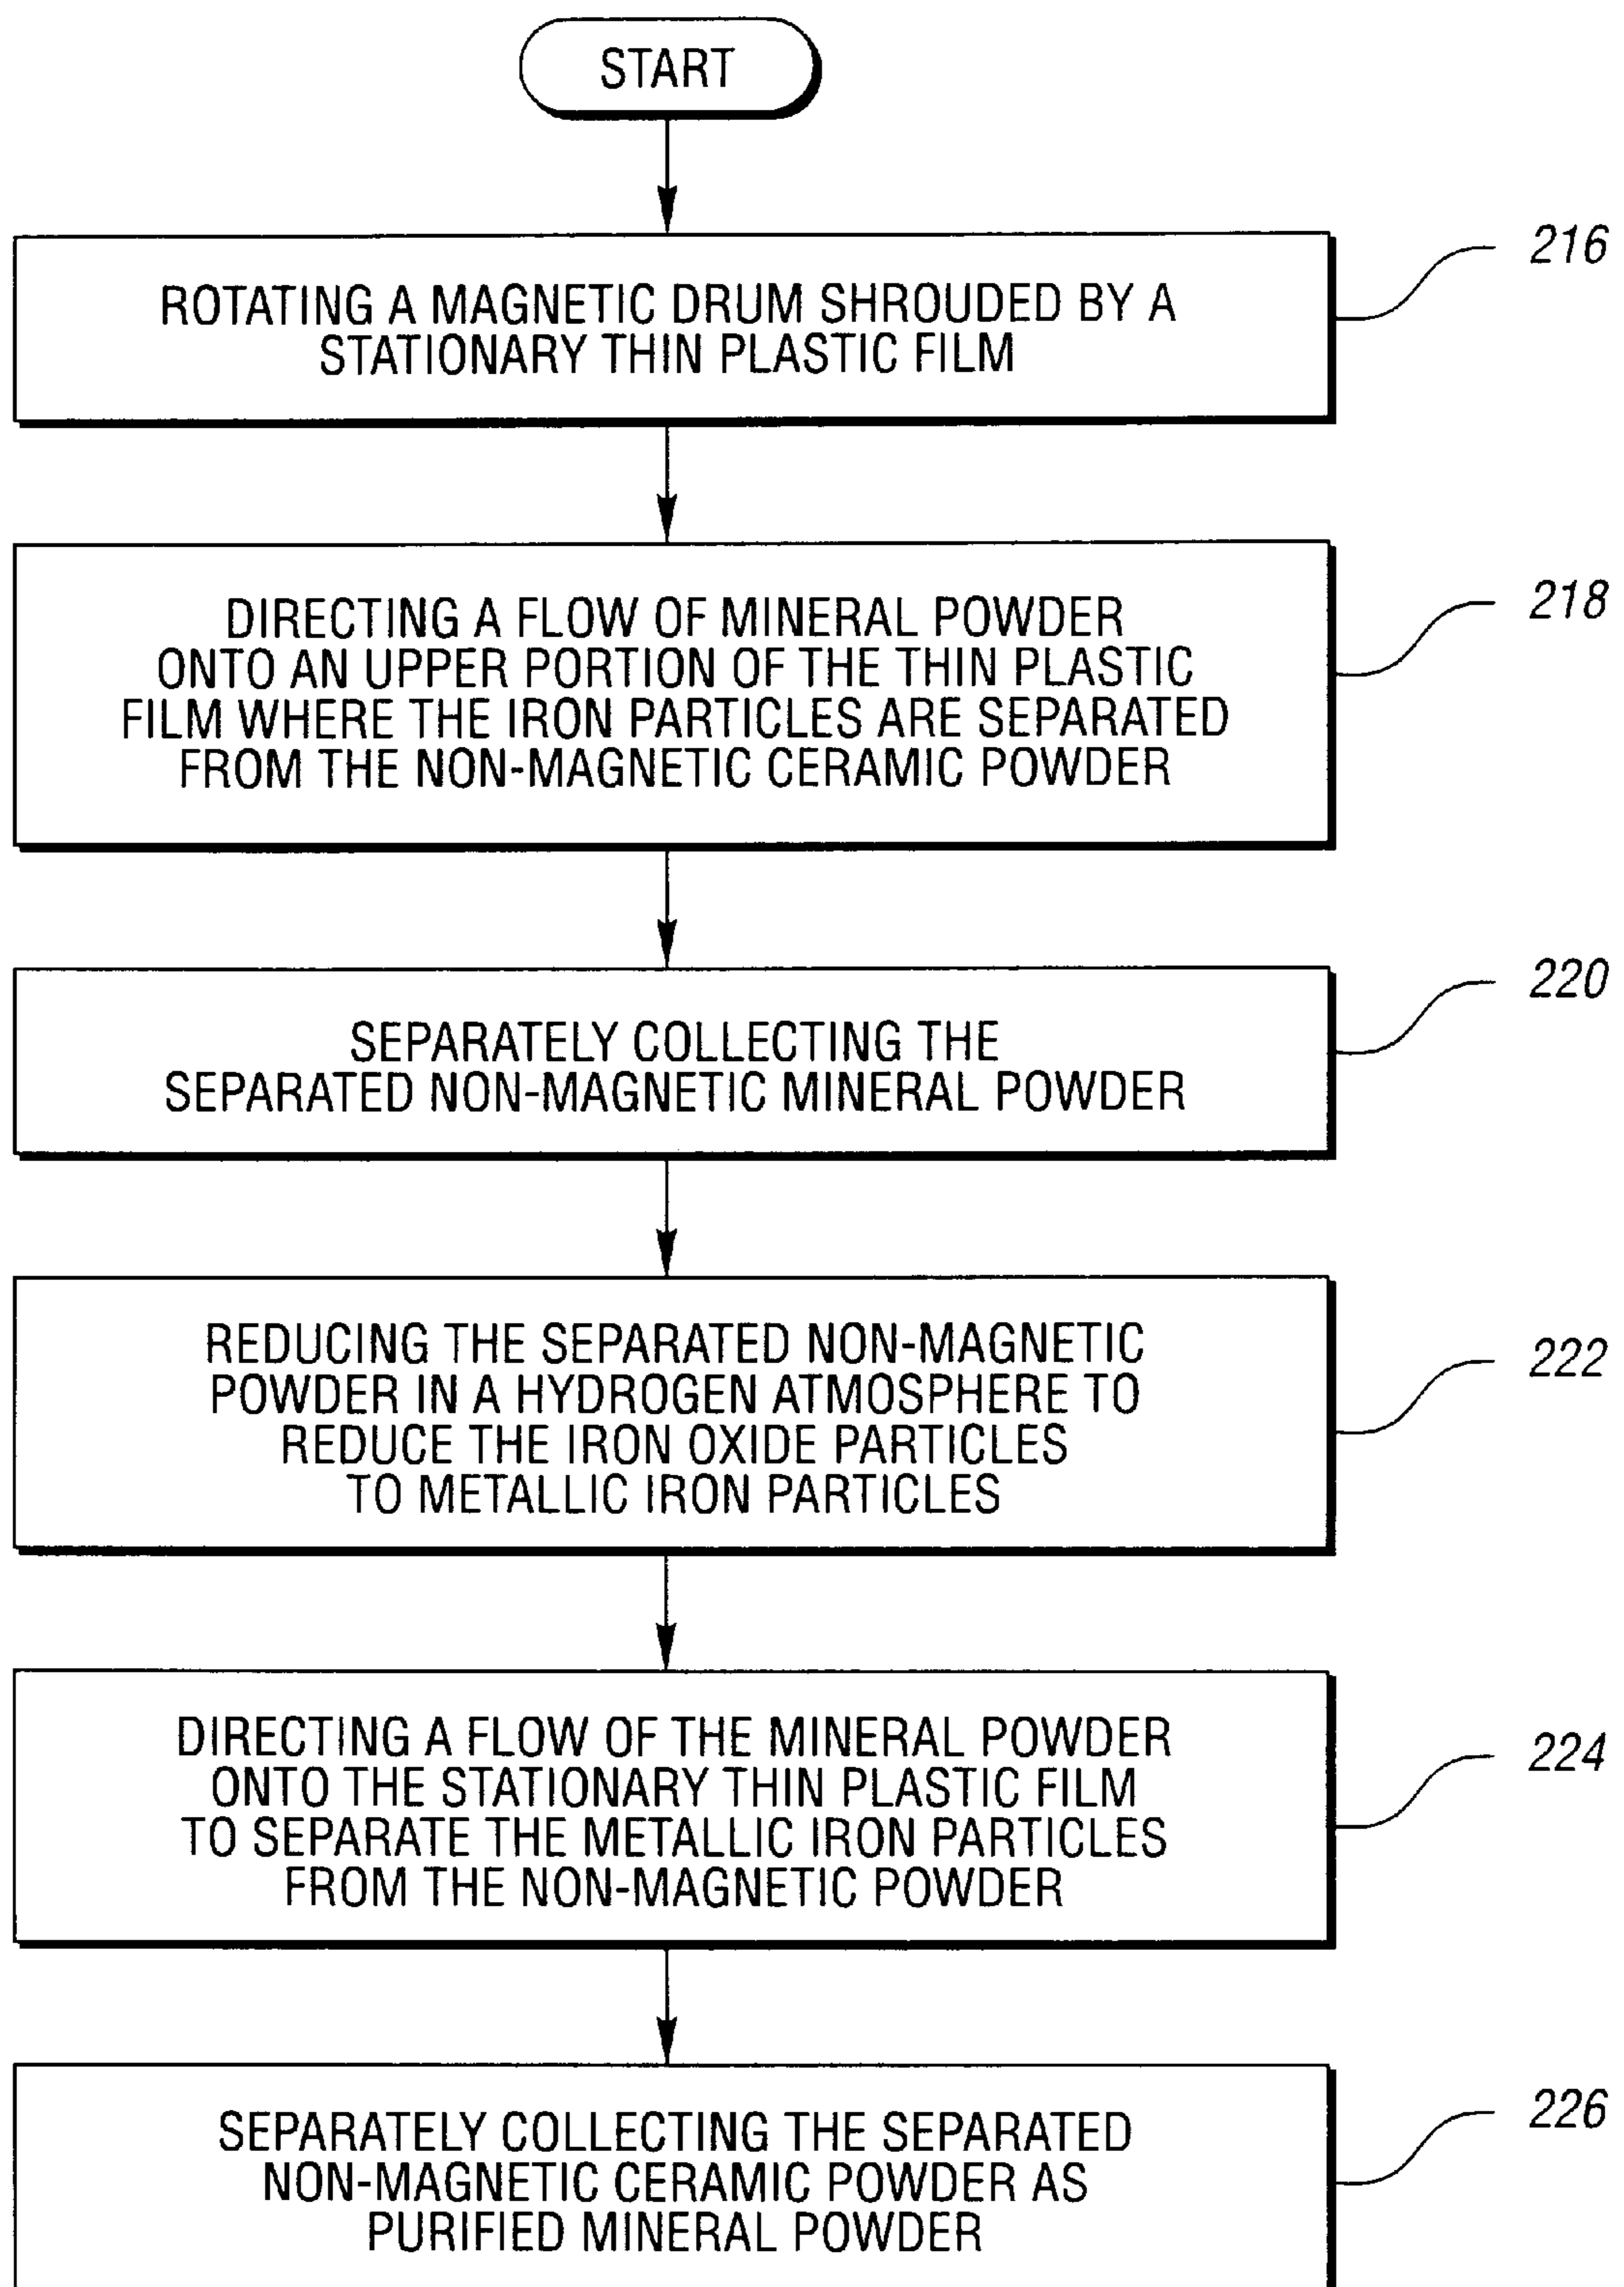 START
216
ROTATING A MAGNETIC DRUM SHROUDED BY A
STATIONARY THIN PLASTIC FILM
218
DIRECTING A FLOW OF MINERAL POWDER
ONTO AN UPPER PORTION OF THE THIN PLASTIC
FILM WHERE THE IRON PARTICLES ARE SEPARATED
FROM THE NON-MAGNETIC CERAMIC POWDER
220
SEPARATELY COLLECTING THE
SEPARATED NON-MAGNETIC MINERAL POWDER
222
REDUCING THE SEPARATED NON-MAGNETIC
POWDER IN A HYDROGEN ATMOSPHERE TO
REDUCE THE IRON OXIDE PARTICLES
TO METALLIC IRON PARTICLES
224
DIRECTING A FLOW OF THE MINERAL POWDER
ONTO THE STATIONARY THIN PLASTIC FILM
TO SEPARATE THE METALLIC IRON PARTICLES
FROM THE NON-MAGNETIC POWDER
226
SEPARATELY COLLECTING THE SEPARATED
NON-MAGNETIC CERAMIC POWDER AS
PURIFIED MINERAL POWDER